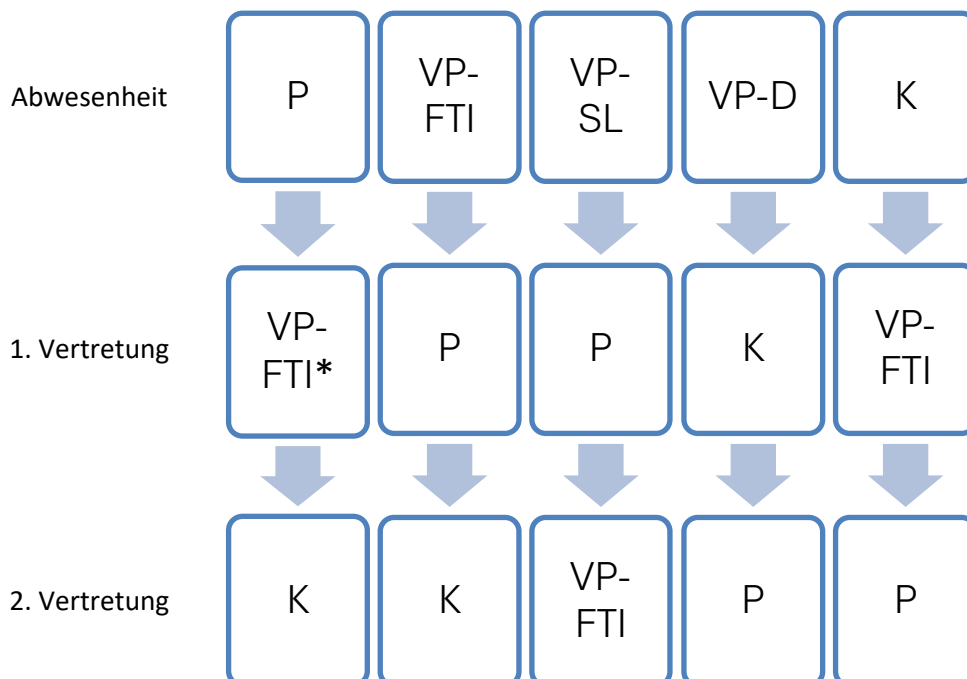 Abwesenheit
P
VP-
FTI
VP-
SL
VP-D
K
1. Vertretung
VP-
FTI*
P
P
K
VP-
FTI
2. Vertretung
K
K
VP-
FTI
P
P